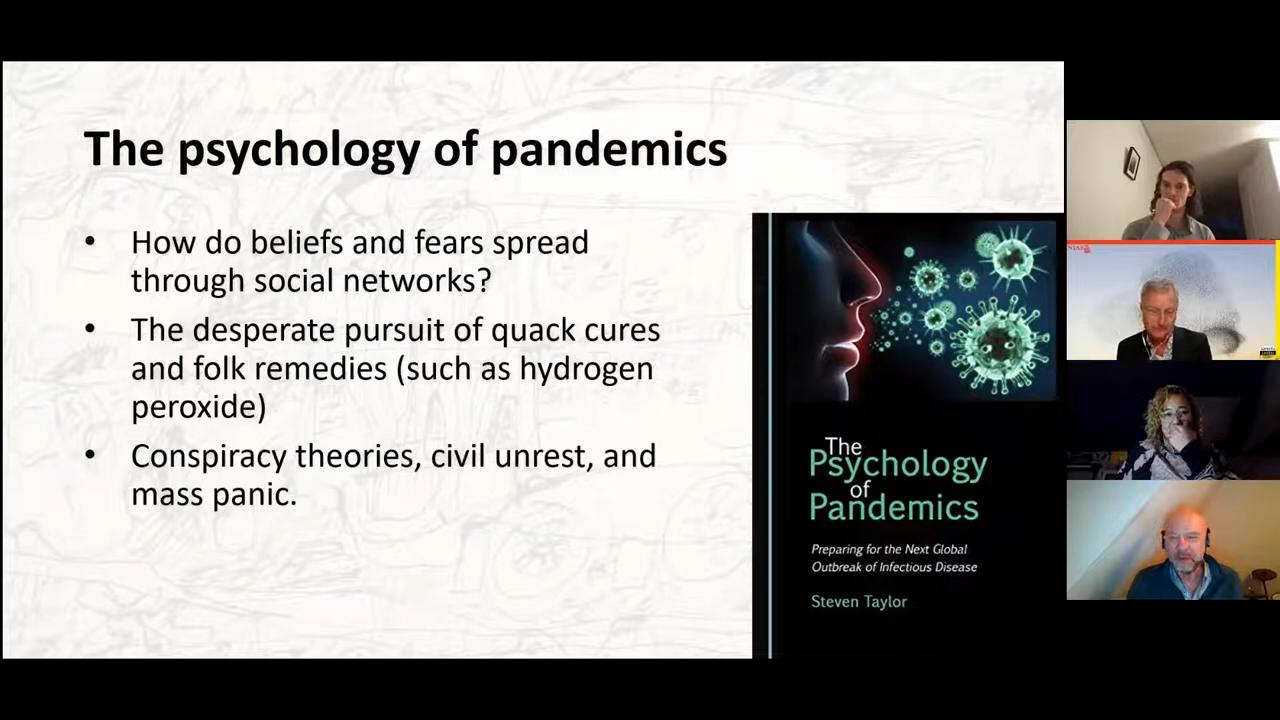 The psychology of pandemics
• How do beliefs and fears spread
through social networks?
• The desperate pursuit of quack cures
and folk remedies (such as hydrogen
peroxide)
• Conspiracy theories, civil unrest, and
mass panic.
The
Psychology
of
Pandemics
Preparing for the Next Global
Outbreak of Infectious Disease
Steven Taylor
NIAS